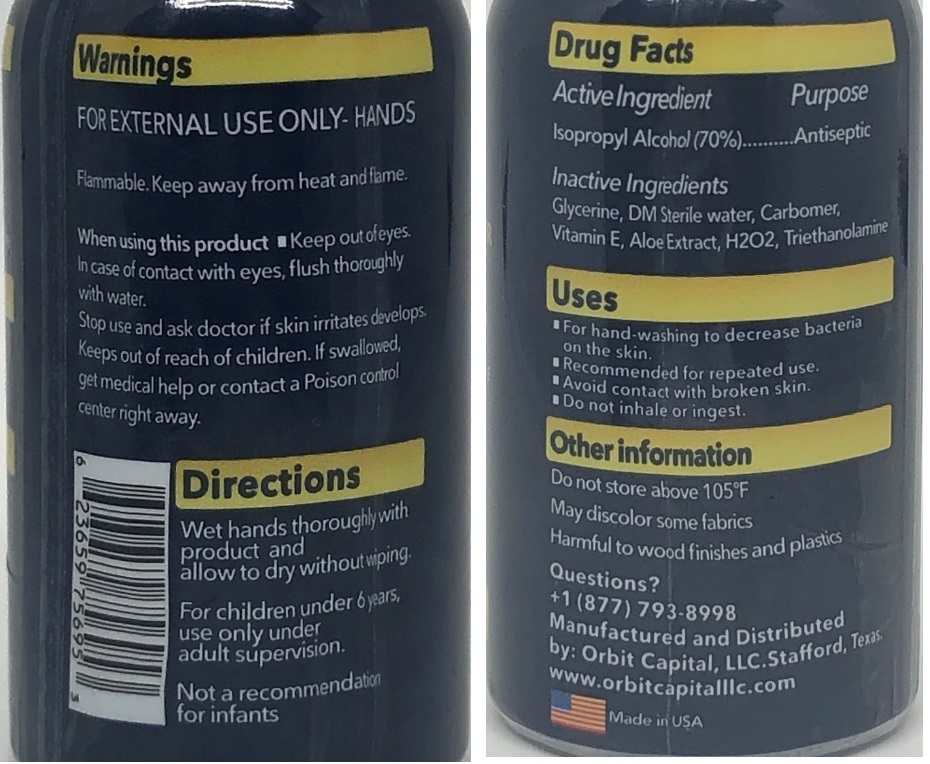 Warnings
FOR EXTERNAL USE ONLY- HANDS
Flammable. Keep away from heat and flame.
When using this product ▪ Keep out of eyes.
In case of contact with eyes, flush thoroughly
with water.
Stop use and ask doctor if skin irritates develops.
Keeps out of reach of children. If swallowed,
get medical help or contact a Poison control
center right away.
6 23659 75695 3
Directions
Wet hands thoroughly with
product and
allow to dry without wiping.
For children under 6 years,
use only under
adult supervision.
Not a recommendation
for infants
Drug Facts
Active Ingredient Purpose
Isopropyl Alcohol (70%)..........Antiseptic
Inactive Ingredients
Glycerine, DM Sterile water, Carbomer,
Vitamin E, Aloe Extract, H2O2, Triethanolamine
Uses
▪ For hand-washing to decrease bacteria
on the skin.
▪ Recommended for repeated use.
▪ Avoid contact with broken skin.
▪ Do not inhale or ingest.
Other information
Do not store above 105°F
May discolor some fabrics
Harmful to wood finishes and plastics
Questions?
+1 (877) 793-8998
Manufactured and Distributed
by: Orbit Capital, LLC.Stafford, Texas.
www.orbitcapitalllc.com
Made in USA